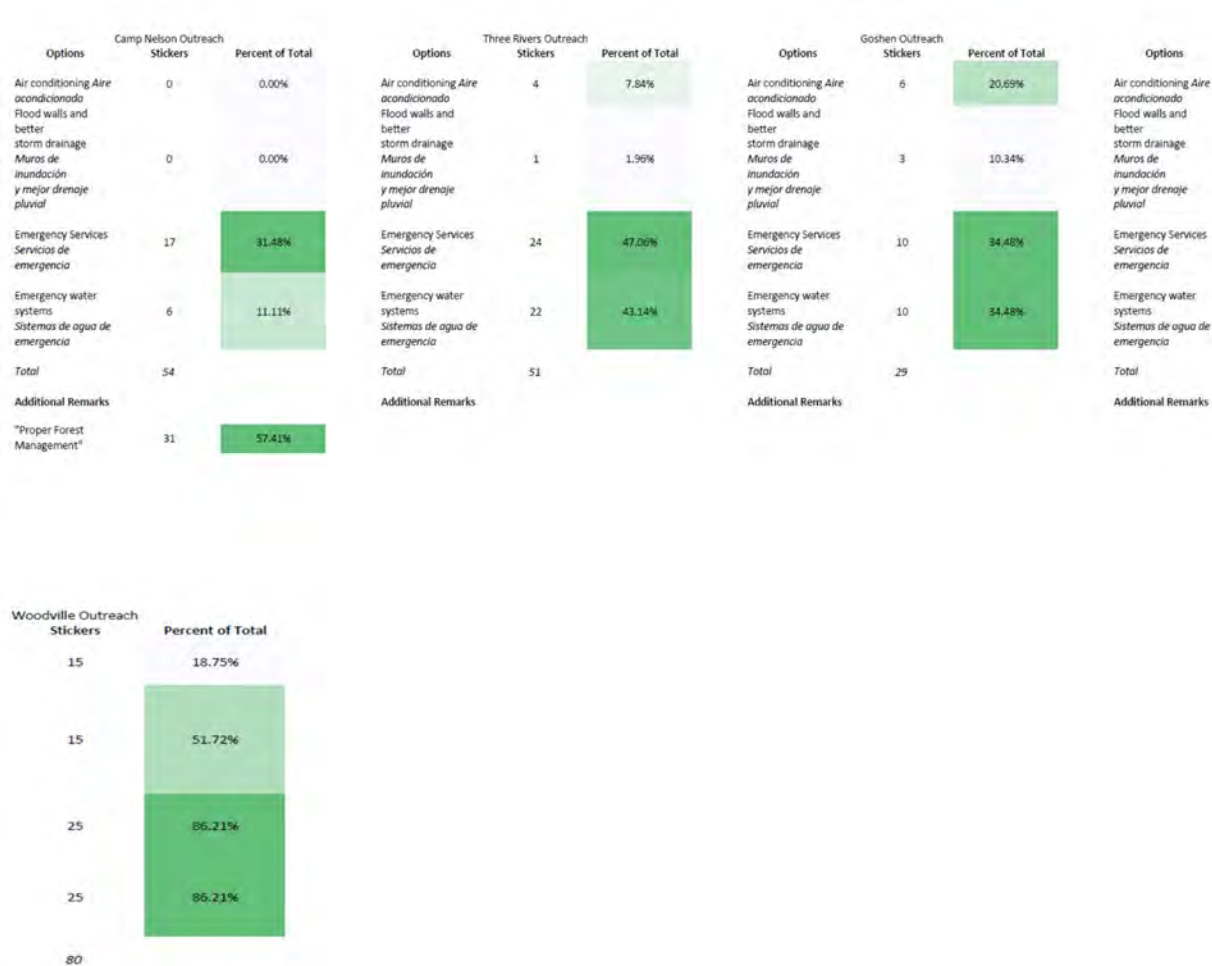 Camp Nelson Outreach
Options Stickers Percent of Total
Air conditioning Aire
acondicionado
0 0.00%
Flood walls and
better
storm drainage
Muros de
inundación
y mejor drenaje
pluvial
0 0.00%
Emergency Services
Servicios de
emergencia
17 31.48%
Emergency water
systems
Sistemas de agua de
emergencia
6 11.11%
Total 54
Additional Remarks
"Proper Forest
Management"
31 57.41%
Three Rivers Outreach
Options Stickers Percent of Total
Air conditioning Aire
acondicionado
4 7.84%
Flood walls and
better
storm drainage
Muros de
inundación
y mejor drenaje
pluvial
1 1.96%
Emergency Services
Servicios de
emergencia
24 47.06%
Emergency water
systems
Sistemas de agua de
emergencia
22 43.14%
Total 51
Additional Remarks
Goshen Outreach
Options Stickers Percent of Total
Air conditioning Aire
acondicionado
6 20.69%
Flood walls and
better
storm drainage
Muros de
inundación
y mejor drenaje
pluvial
3 10.34%
Emergency Services
Servicios de
emergencia
10 34.48%
Emergency water
systems
Sistemas de agua de
emergencia
10 34.48%
Total 29
Additional Remarks
Options
Air conditioning Aire
acondicionado
Flood walls and
better
storm drainage
Muros de
inundación
y mejor drenaje
pluvial
Emergency Services
Servicios de
emergencia
Emergency water
systems
Sistemas de agua de
emergencia
Total
Additional Remarks
Woodville Outreach
Stickers Percent of Total
15 18.75%
15 51.72%
25 86.21%
25 86.21%
80